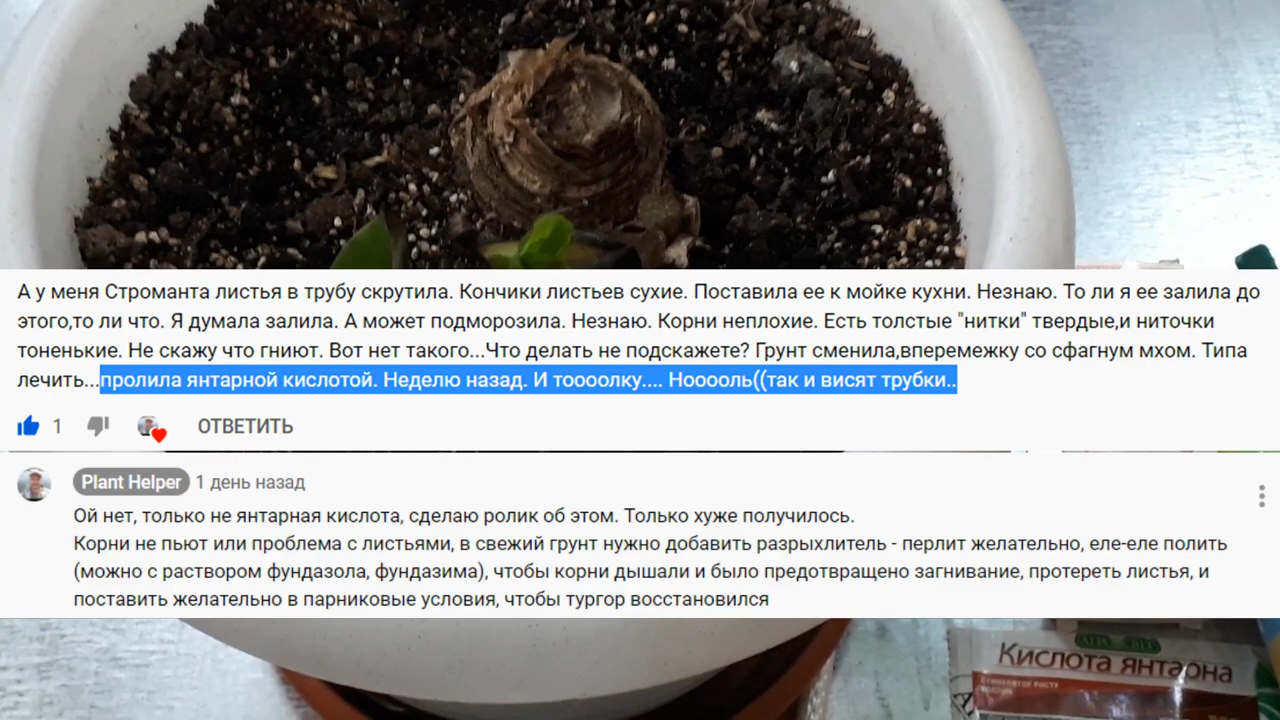 А у меня Строманта листья в трубу скрутила. Кончики листьев сухие. Поставила ее к мойке кухни. Незнаю. То ли я ее залила до
этого,то ли что. Я думала залила. А может подморозила. Незнаю. Корни неплохие. Есть толстые "нитки" твердые,и ниточки
тоненькие. Не скажу что гниют. Вот нет такого...Что делать не подскажете? Грунт сменила,вперемежку со сфагнум мхом. Типа
лечить...пролила янтарной кислотой. Неделю назад. И тоооолку.... Нооооль((так и висят трубки..
1
ОТВЕТИТЬ
Plant Helper 1 день назад
Ой нет, только не янтарная кислота, сделаю ролик об этом. Только хуже получилось.
Корни не пьют или проблема с листьями, в свежий грунт нужно добавить разрыхлитель - перлит желательно, еле-еле полить
(можно с раствором фундазола, фундазима), чтобы корни дышали и было предотвращено загнивание, протереть листья, и
поставить желательно в парниковые условия, чтобы тургор восстановился
Кислота янтарна